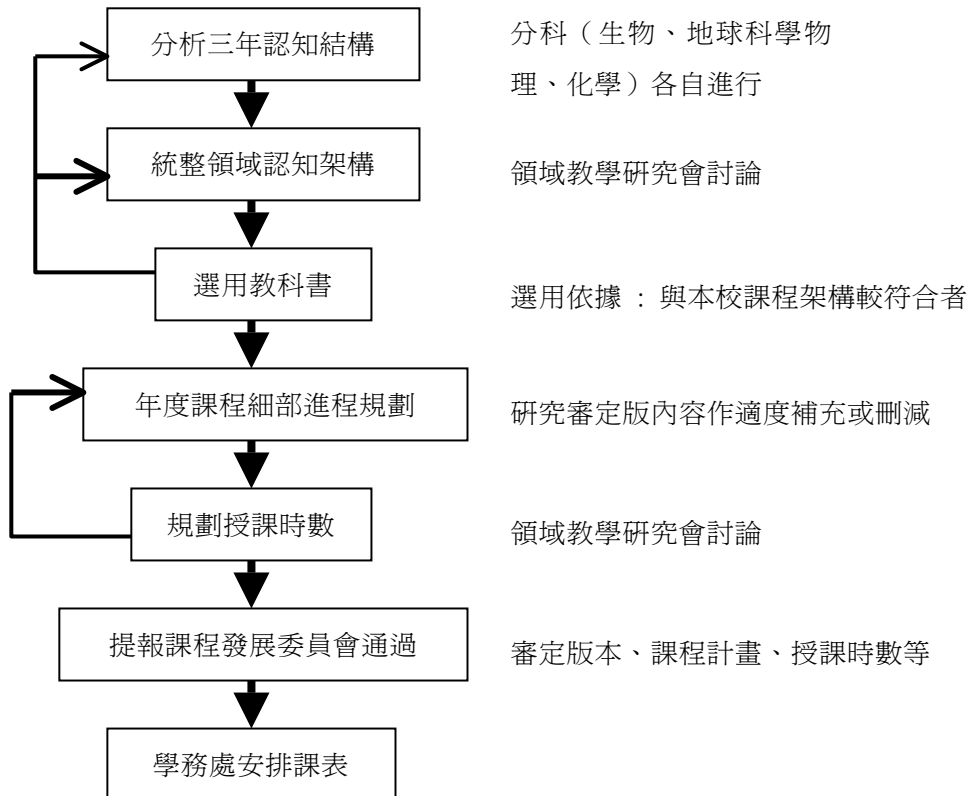 分析三年認知結構
分科（生物、地球科學物
理、化學）各自進行
統整領域認知架構
領域教學研究會討論
選用教科書
選用依據 : 與本校課程架構較符合者
年度課程細部進程規劃
研究審定版內容作適度補充或刪減
規劃授課時數
領域教學研究會討論
提報課程發展委員會通過
審定版本、課程計畫、授課時數等
學務處安排課表